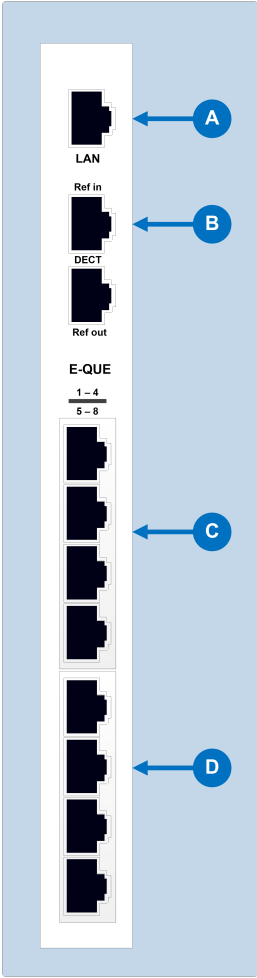 A
LAN
Ref in
B
DECT
Ref out
E-QUE
1 – 4
5 – 8
C
D